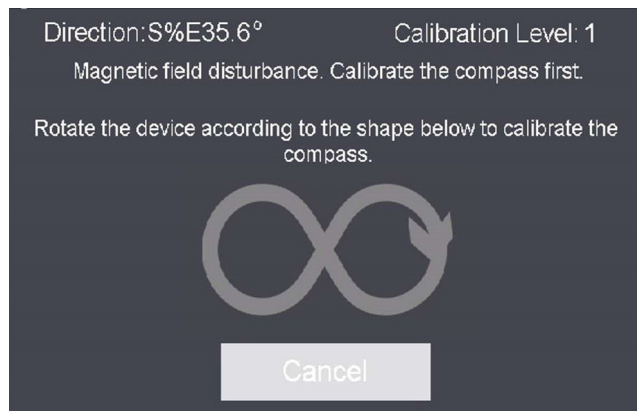 Direction:S%E35.6° Calibration Level: 1
Magnetic field disturbance. Calibrate the compass first.
Rotate the device according to the shape below to calibrate the
compass.
Cancel